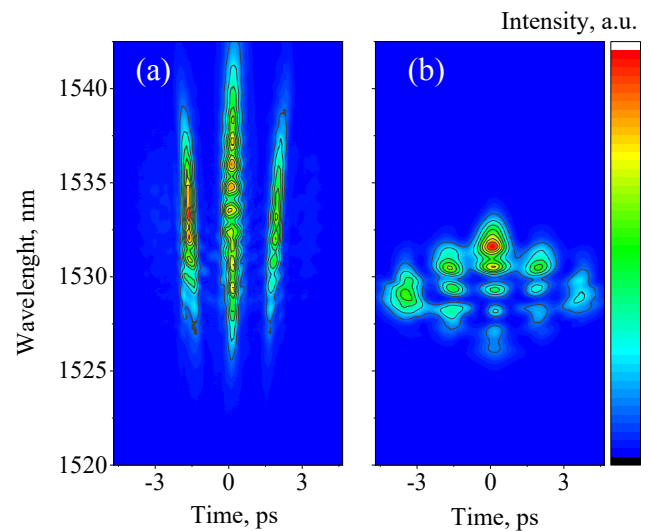 Intensity, a.u.
(a)
(b)
1540
1535
1530
1525
1520
Wavelenght, nm
-3
0
3
-3
0
3
Time, ps
Time, ps